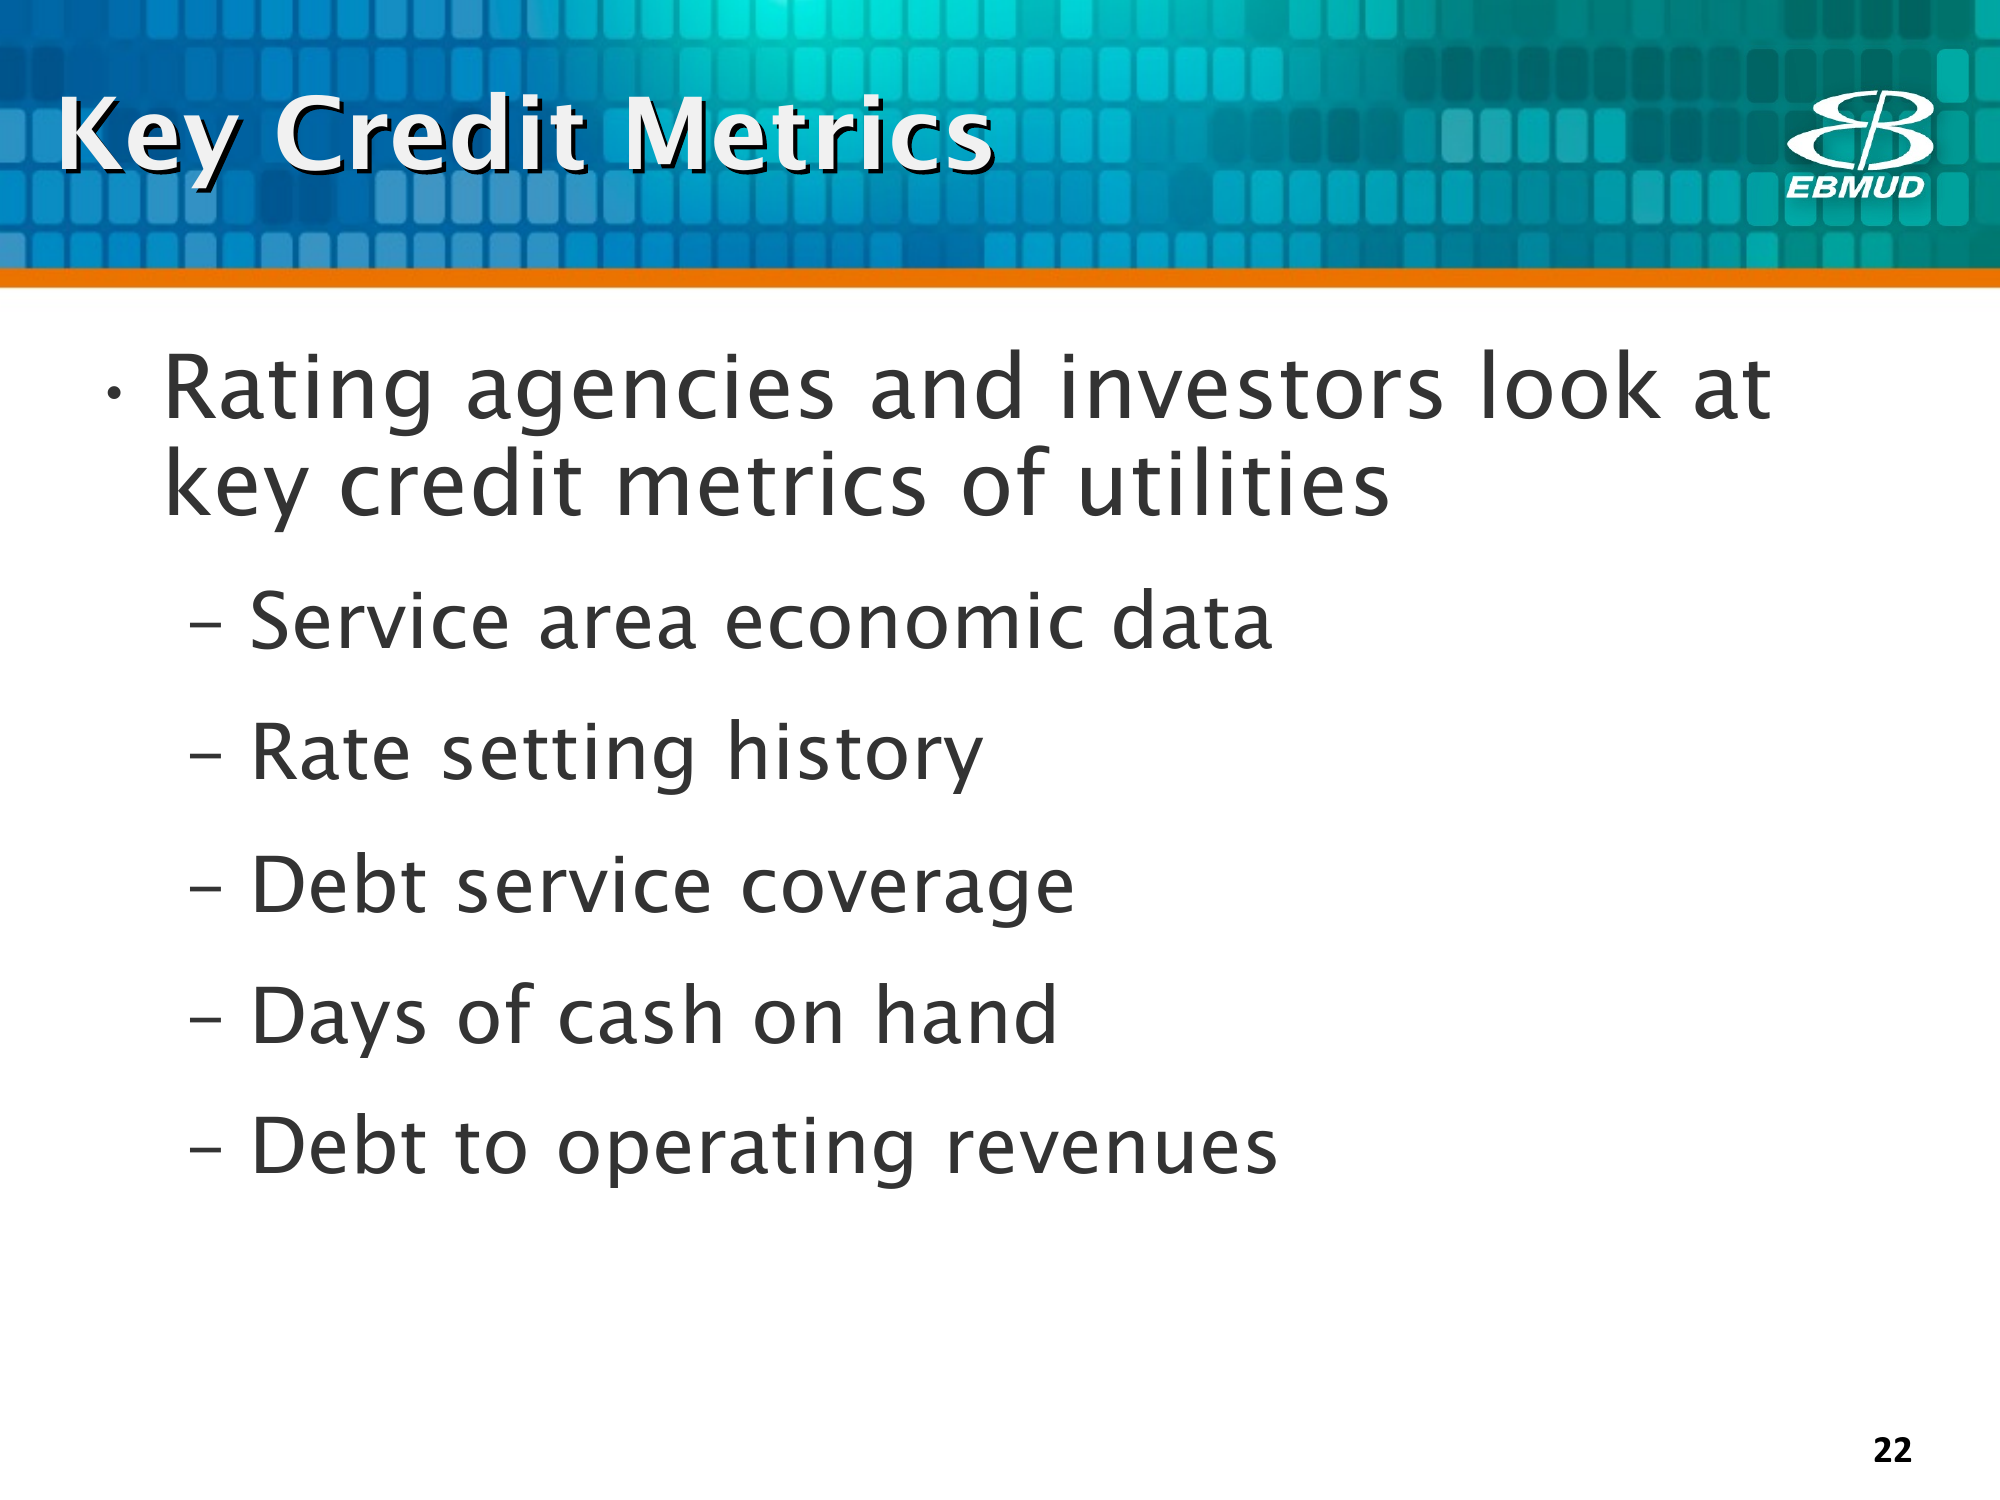 Key Credit Metrics
EBMUD
• Rating agencies and investors look at
key credit metrics of utilities
– Service area economic data
– Rate setting history
– Debt service coverage
– Days of cash on hand
– Debt to operating revenues
22